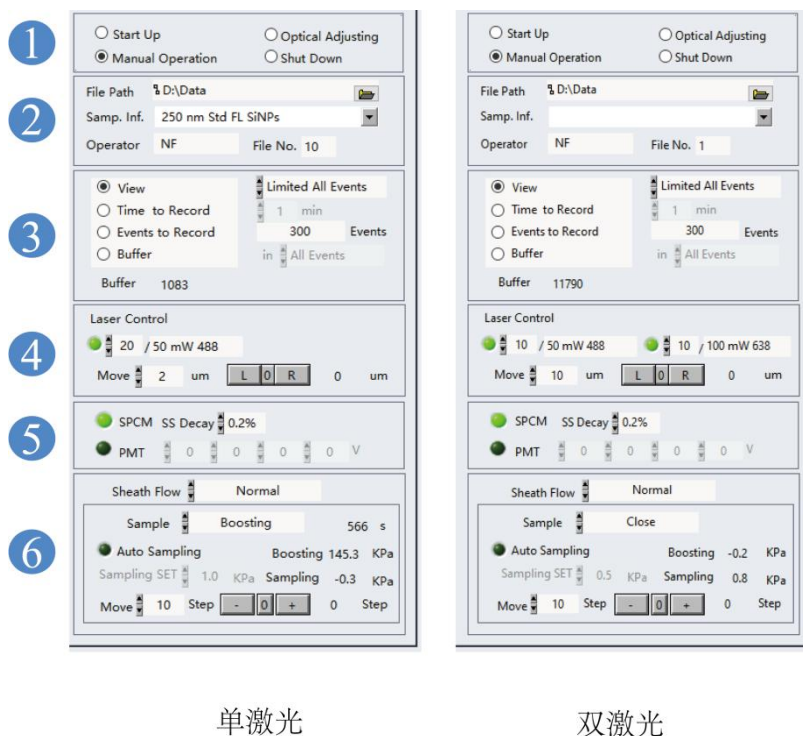 1
Start Up Optical Adjusting
Manual Operation Shut Down
2
File Path D:\Data
Samp. Inf. 250 nm Std FL SiNPs
Operator NF File No. 10
3
View Limited All Events
Time to Record 1 min
Events to Record 300 Events
Buffer in All Events
Buffer 1083
4
Laser Control
20 / 50 mW 488
Move 2 um L 0 R 0 um
5
SPCM SS Decay 0.2%
PMT 0 0 0 0 V
6
Sheath Flow Normal
Sample Boosting 566 s
Auto Sampling Boosting 145.3 KPa
Sampling SET 1.0 KPa Sampling -0.3 KPa
Move 10 Step - 0 + 0 Step
单激光
Start Up Optical Adjusting
Manual Operation Shut Down
File Path D:\Data
Samp. Inf.
Operator NF File No. 1
View Limited All Events
Time to Record 1 min
Events to Record 300 Events
Buffer in All Events
Buffer 11790
Laser Control
10 / 50 mW 488 10 / 100 mW 638
Move 10 um L 0 R 0 um
SPCM SS Decay 0.2%
PMT 0 0 0 0 V
Sheath Flow Normal
Sample Close
Auto Sampling Boosting -0.2 KPa
Sampling SET 0.5 KPa Sampling 0.8 KPa
Move 10 Step - 0 + 0 Step
双激光